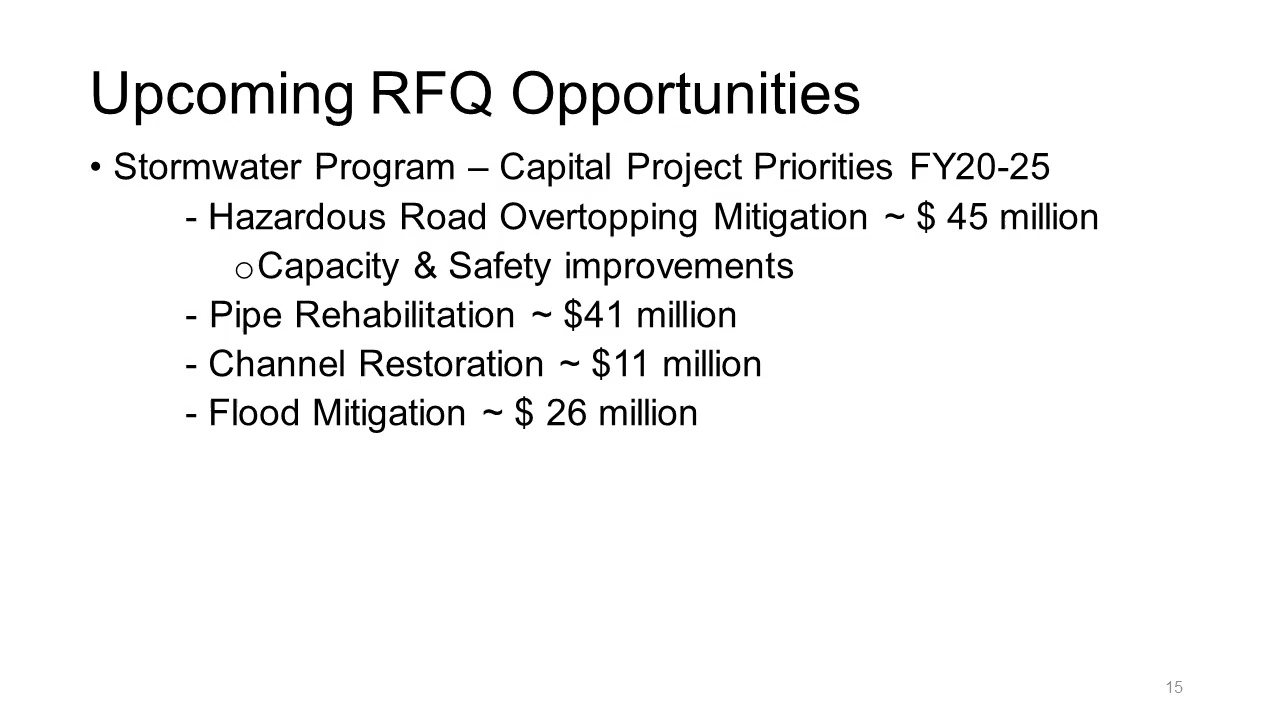 Upcoming RFQ Opportunities
• Stormwater Program – Capital Project Priorities FY20-25
- Hazardous Road Overtopping Mitigation ~ $ 45 million
○Capacity & Safety improvements
- Pipe Rehabilitation ~ $41 million
- Channel Restoration ~ $11 million
- Flood Mitigation ~ $ 26 million
15